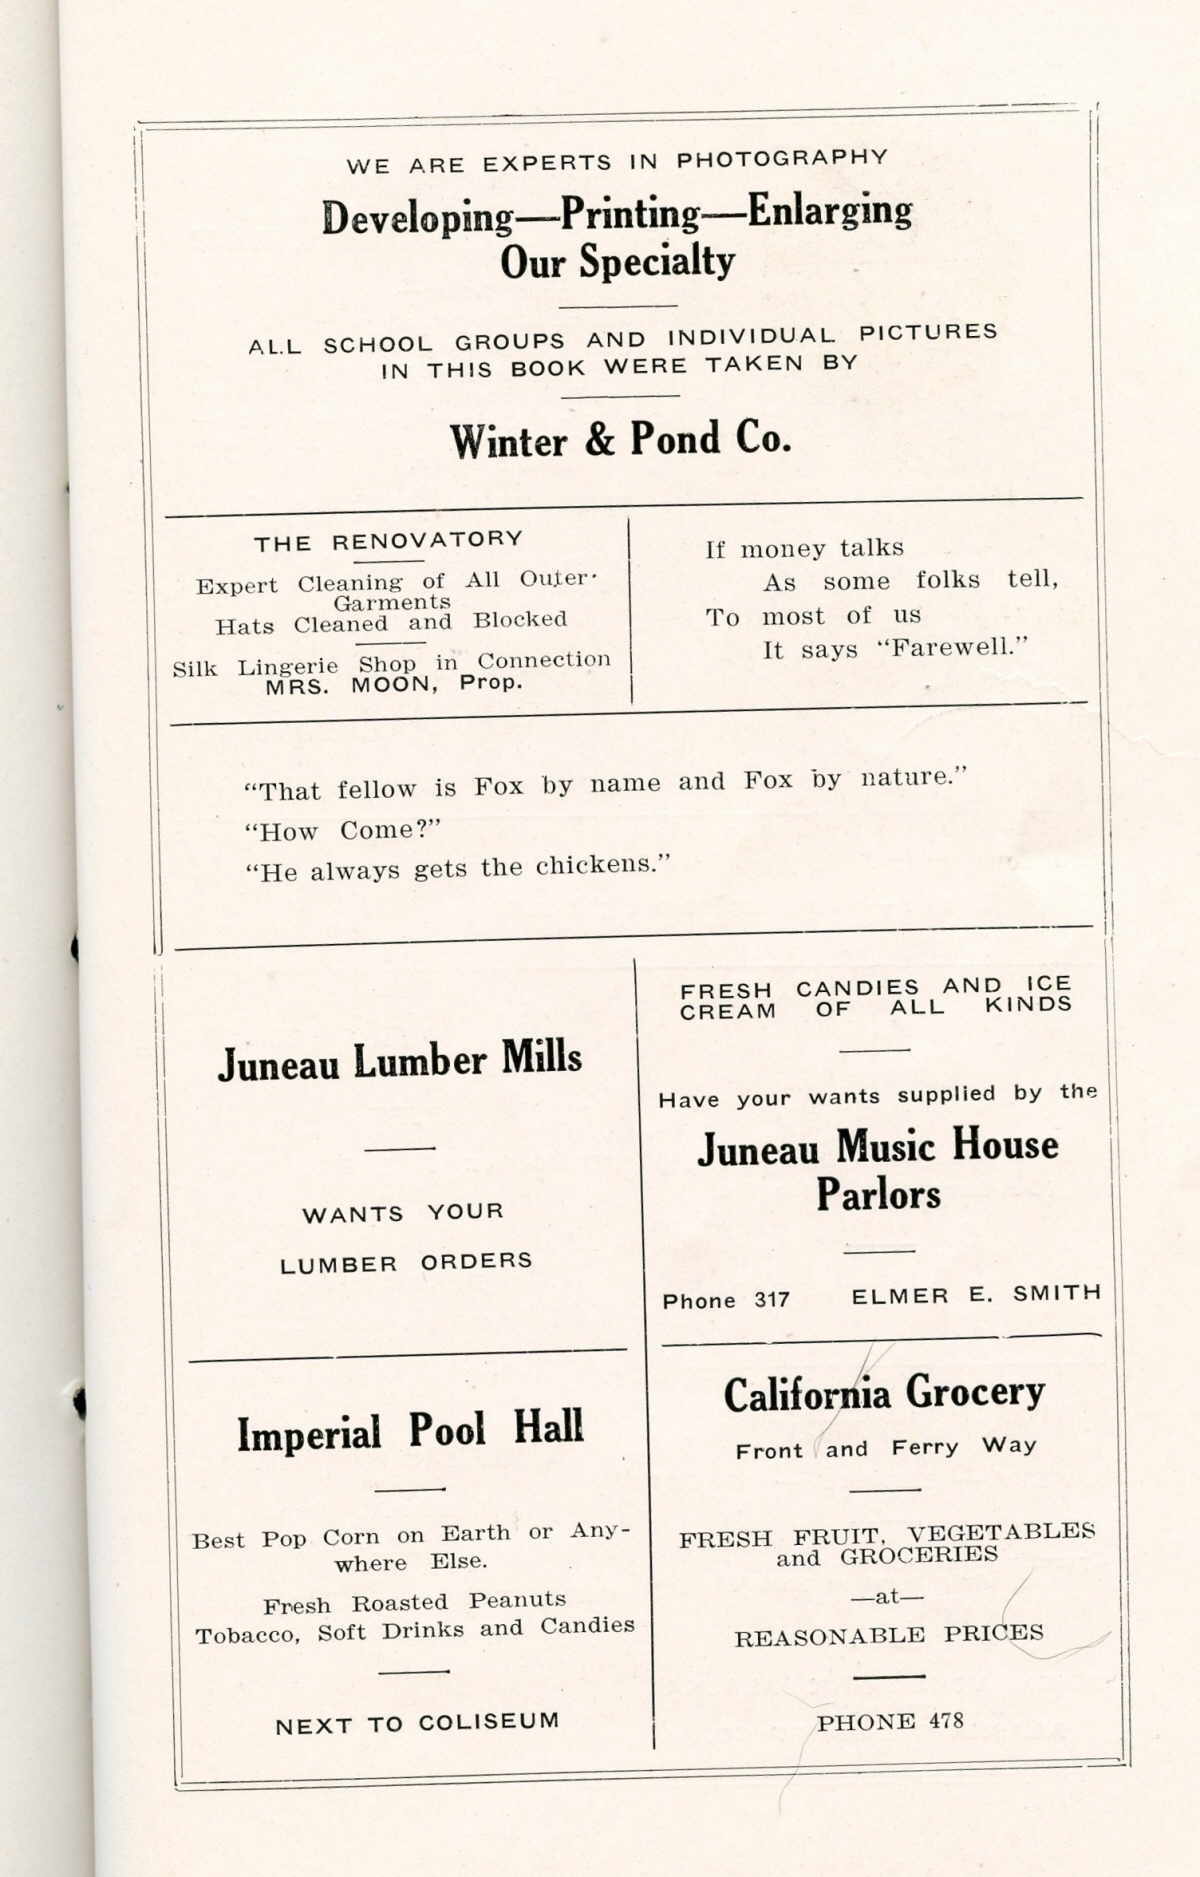 WE ARE EXPERTS IN PHOTOGRAPHY
Developing—Printing—Enlarging
Our Specialty
ALL SCHOOL GROUPS AND INDIVIDUAL PICTURES
IN THIS BOOK WERE TAKEN BY
Winter & Pond Co.
THE RENOVATORY
Expert Cleaning of All Outer-
Garments
Hats Cleaned and Blocked
Silk Lingerie Shop in Connection
MRS. MOON, Prop.
If money talks
As some folks tell,
To most of us
It says “Farewell.”
“That fellow is Fox by name and Fox by nature.”
“How Come?”
“He always gets the chickens.”
Juneau Lumber Mills
WANTS YOUR
LUMBER ORDERS
FRESH CANDIES AND ICE
CREAM OF ALL KINDS
Have your wants supplied by the
Juneau Music House
Parlors
Phone 317 ELMER E. SMITH
Imperial Pool Hall
Best Pop Corn on Earth or Any-
where Else.
Fresh Roasted Peanuts
Tobacco, Soft Drinks and Candies
NEXT TO COLISEUM
California Grocery
Front and Ferry Way
FRESH FRUIT, VEGETABLES
and GROCERIES
—at—
REASONABLE PRICES
PHONE 478